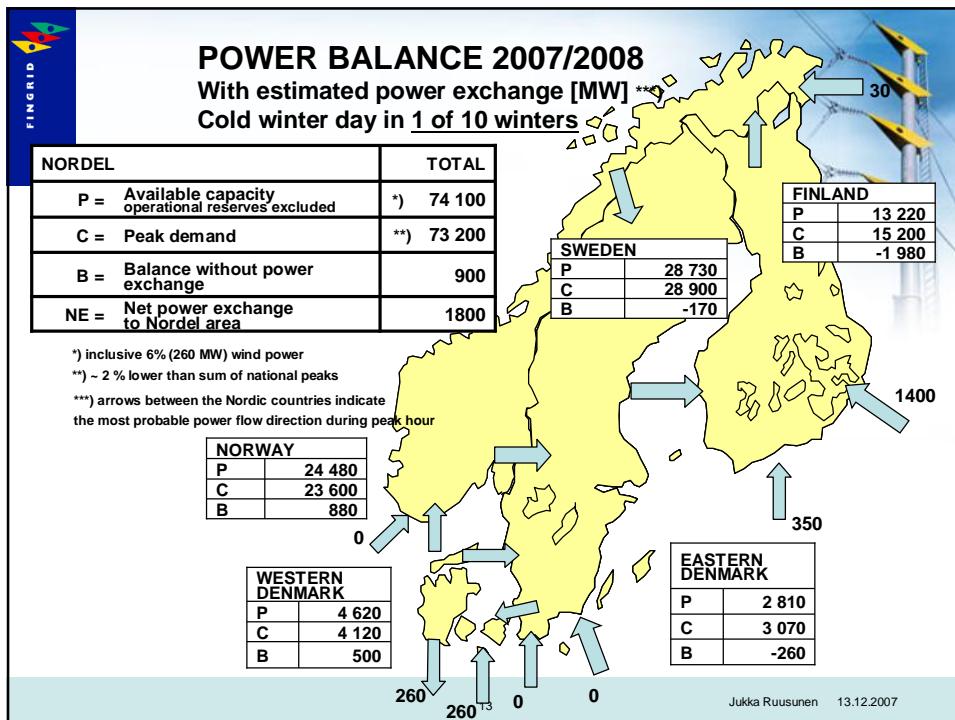 FINGRID
POWER BALANCE 2007/2008
With estimated power exchange [MW] ***)
Cold winter day in 1 of 10 winters
NORDEL TOTAL
P = Available capacity *) 74 100
operational reserves excluded
C = Peak demand **) 73 200
B = Balance without power 900
exchange
NE = Net power exchange 1800
to Nordel area
*) inclusive 6% (260 MW) wind power
**) ~ 2 % lower than sum of national peaks
***) arrows between the Nordic countries indicate
the most probable power flow direction during peak hour
30
FINLAND
P 13 220
C 15 200
B -1 980
SWEDEN
P 28 730
C 28 900
B -170
1400
NORWAY
P 24 480
C 23 600
B 880
0
350
WESTERN
DENMARK
P 4 620
C 4 120
B 500
EASTERN
DENMARK
P 2 810
C 3 070
B -260
260
260
0
0
13
Jukka Ruusunen 13.12.2007